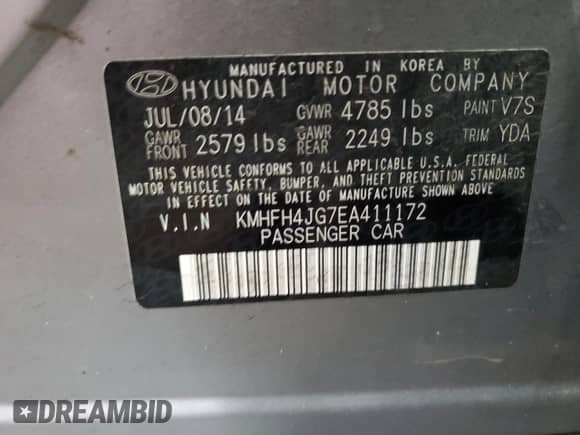 MANUFACTURED IN KOREA BY
HYUNDAI MOTOR COMPANY
JUL/08/14 GVWR 4785 lbs PAINT V7S
GAWR FRONT 2579 lbs GAWR REAR 2249 lbs TRIM YDA
THIS VEHICLE CONFORMS TO ALL APPLICABLE U.S.A. FEDERAL
MOTOR VEHICLE SAFETY, BUMPER, AND THEFT PREVENTION STANDARDS
IN EFFECT ON THE DATE OF MANUFACTURE SHOWN ABOVE.
V.I.N KMHFH4JG7EA411172
PASSENGER CAR
DREAMBID